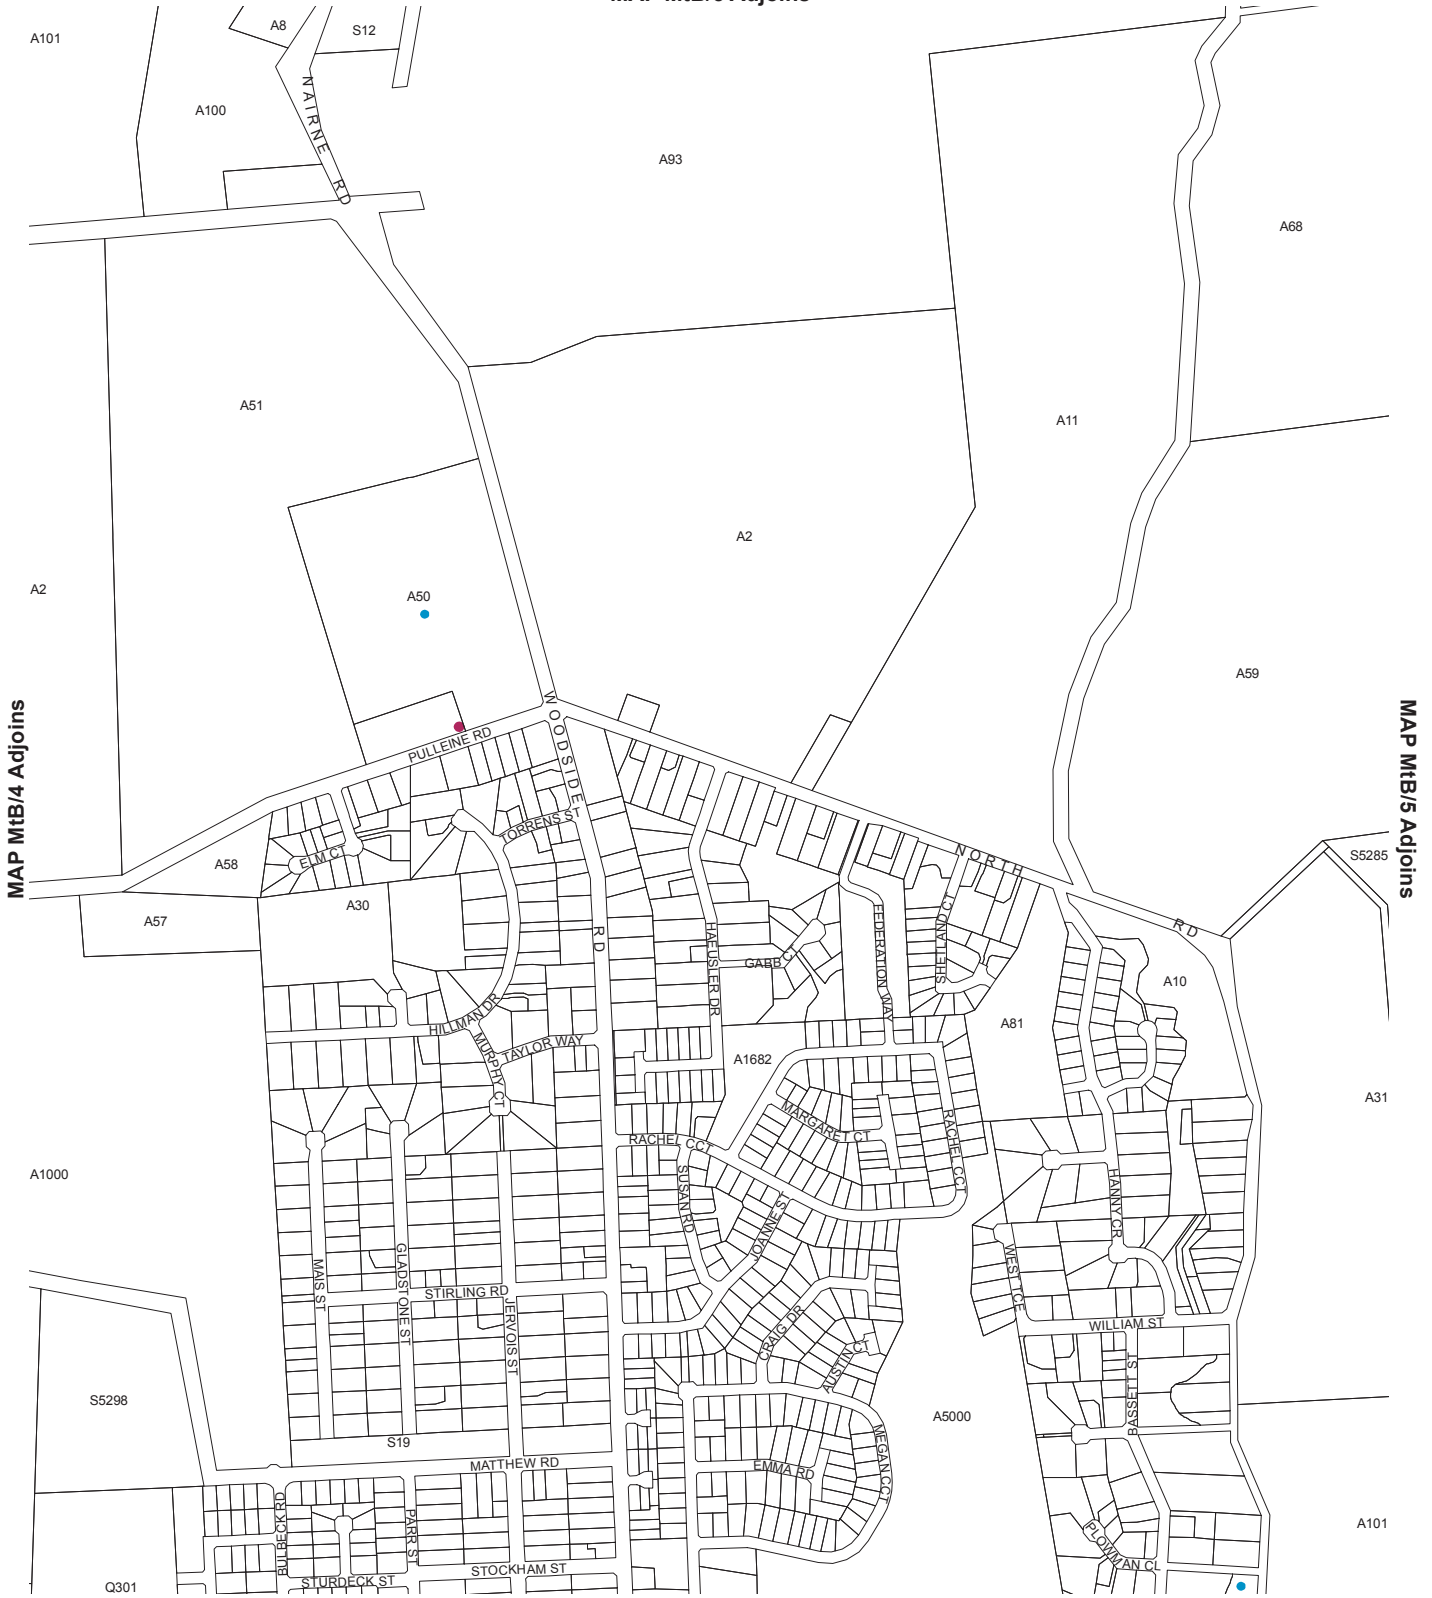 A101
A8
S12
A100
NAIRNE RD
A93
A68
A51
A11
A2
A2
A50
A59
MAP MtB/4 Adjoins
MAP MtB/5 Adjoins
WOODSIDE
PULLEINE RD
TORRENS ST
ELM CT
A58
NORTH
S5285
A30
A57
RD
RD
HAEUSLER DR
GABB CT
FEDERATION WAY
SHETLAND CT
A10
HILLMAN DR
MURPHY CT
TAYLOR WAY
A81
A1682
A31
MARGARET CT
RACHEL CCT
RACHEL CCT
A1000
SUSAN RD
JOANNE ST
HANNY CR
WEST TCE
MAIS ST
GLADSTONE ST
STIRLING RD
JERVOIS ST
CRAIG DR
WILLIAM ST
AUSTIN CT
BASSETT ST
S5298
A5000
S19
MATTHEW RD
EMMA RD
MEGAN CCT
BULBECK RD
PARR ST
A101
PLOWMAN CL
STOCKHAM ST
STURDECK ST
Q301